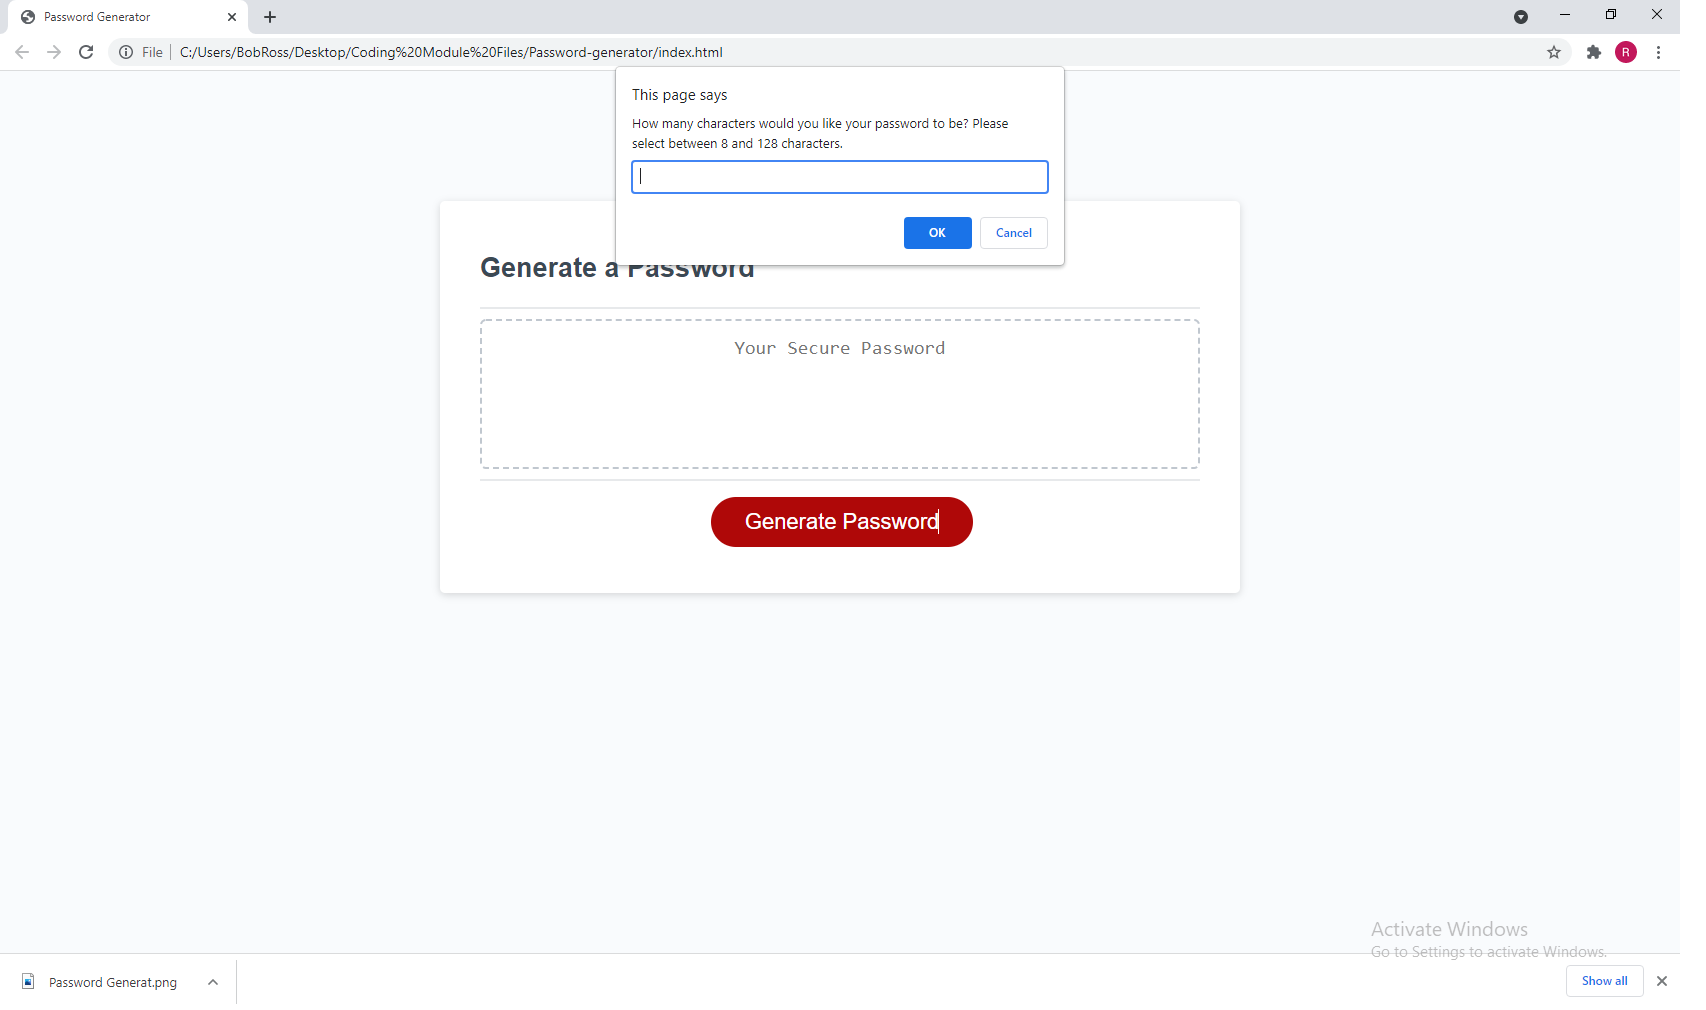 Password Generator
File
C:/Users/BobRoss/Desktop/Coding%20Module%20Files/Password-generator/index.html
R
This page says
How many characters would you like your password to be? Please
select between 8 and 128 characters.
OK
Cancel
Generate a Password
Your Secure Password
Generate Password
Activate Windows
Go to Settings to activate Windows.
Password Generat.png
Show all